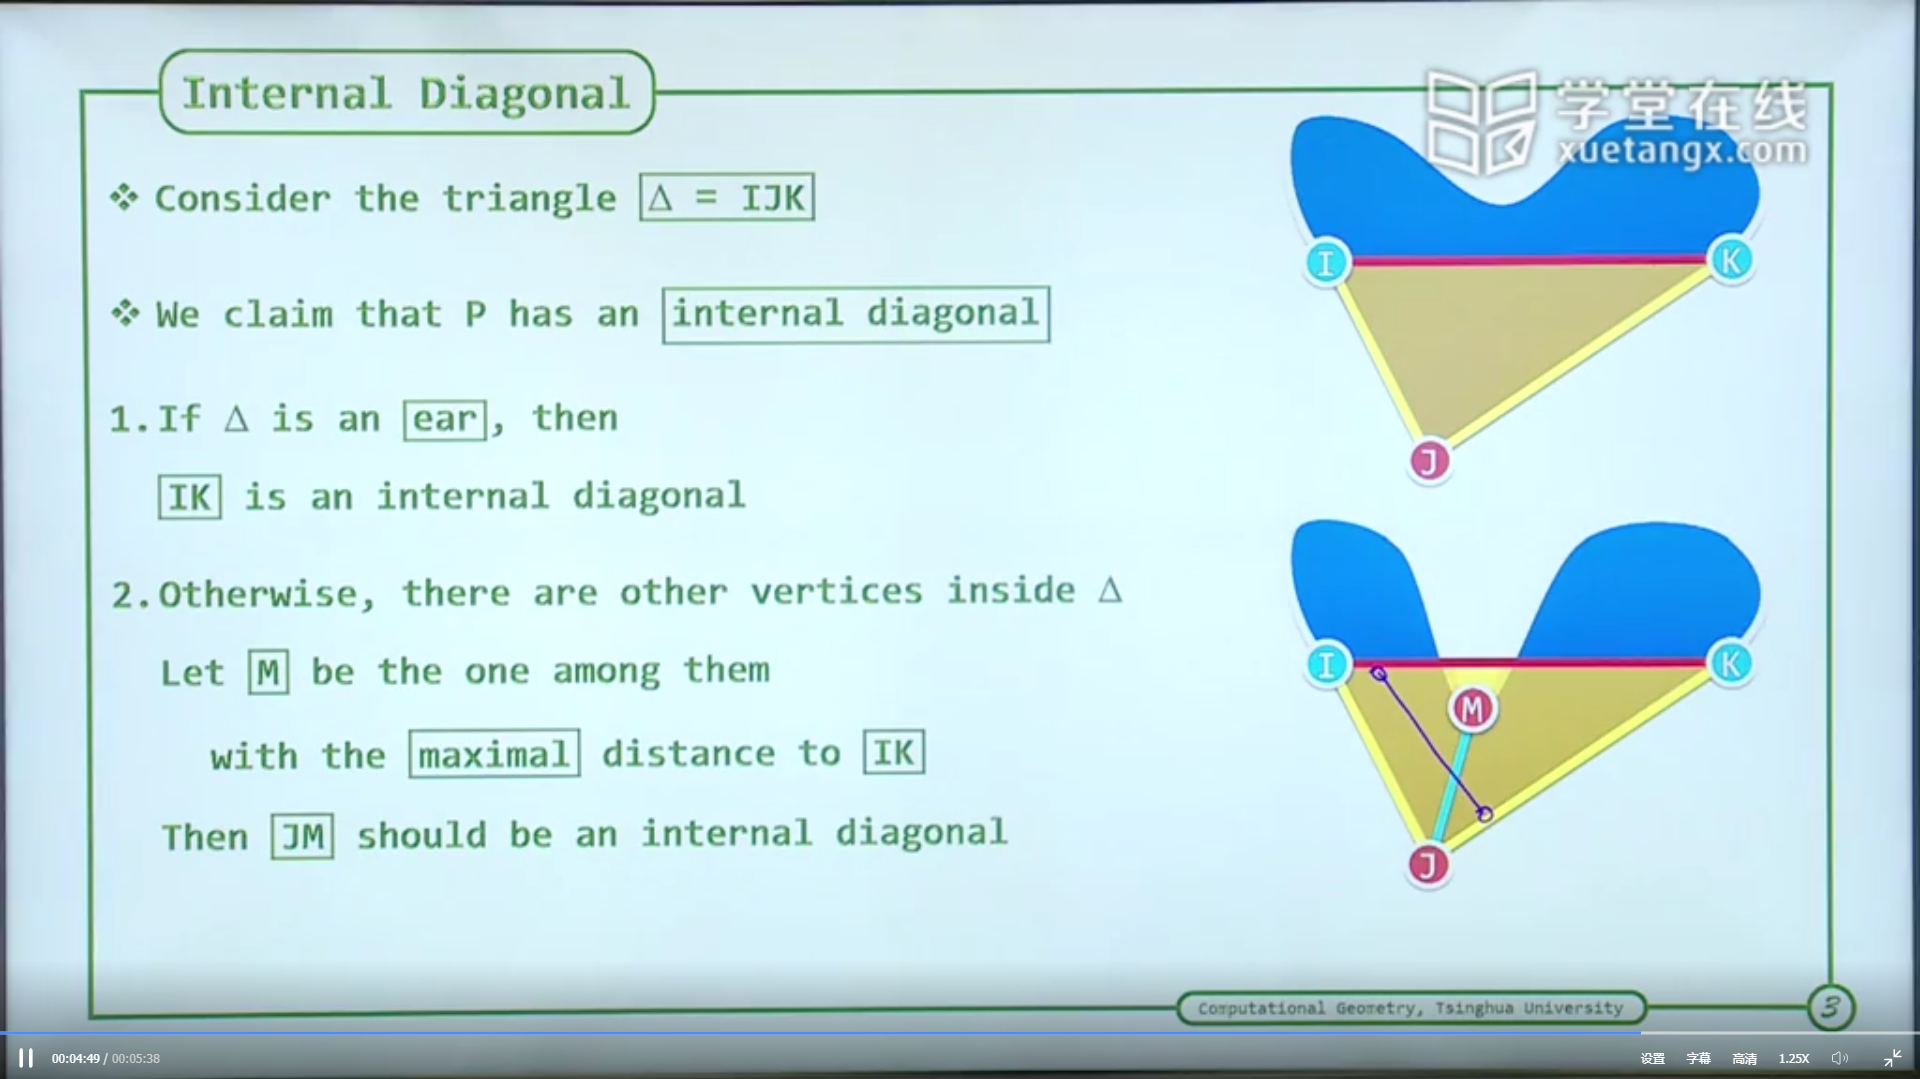 Internal Diagonal
学堂在线
xuetangx.com
❖ Consider the triangle Δ = IJK
❖ We claim that P has an internal diagonal
1. If Δ is an ear, then
IK is an internal diagonal
2. Otherwise, there are other vertices inside Δ
Let M be the one among them
with the maximal distance to IK
Then JM should be an internal diagonal
I
K
J
I
K
M
J
Computational Geometry, Tsinghua University
3
00:04:49 / 00:05:38
设置 字幕 高清 1.25X